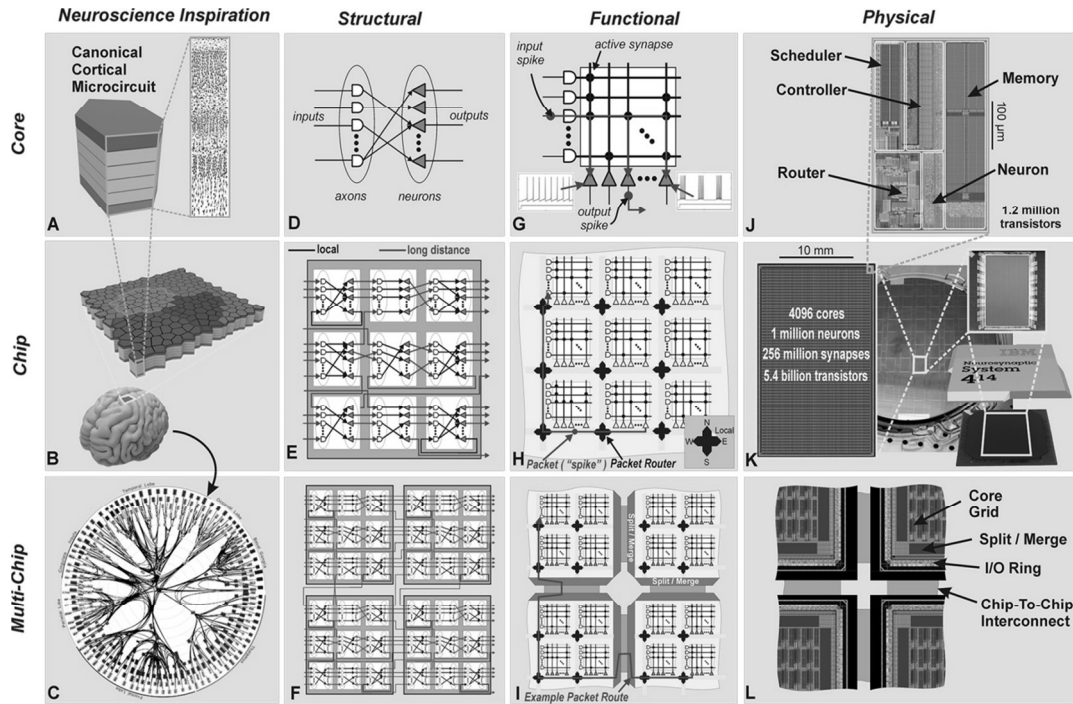 Neuroscience Inspiration
Structural
Functional
Physical
Core
Canonical
Cortical
Microcircuit
A
inputs
outputs
axons
neurons
D
input
spike
active synapse
output
spike
G
Scheduler
Controller
Memory
100 µm
Router
Neuron
1.2 million
transistors
J
Chip
B
local
long distance
E
N
Local
W
E
S
Packet ("spike")
Packet Router
H
10 mm
4096 cores
1 million neurons
256 million synapses
5.4 billion transistors
IBM
Neurosynaptic
System
414
K
Multi-Chip
Temporal Lobe
C
F
Split / Merge
Split / Merge
Example Packet Route
I
Core
Grid
Split / Merge
I/O Ring
Chip-To-Chip
Interconnect
L